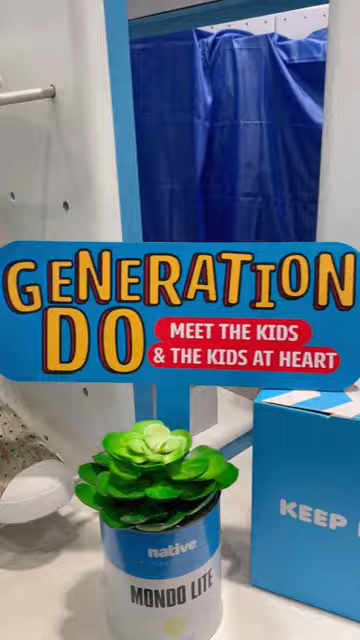 GENERATION
DO
MEET THE KIDS
& THE KIDS AT HEART
KEEP
native
MONDO LITE